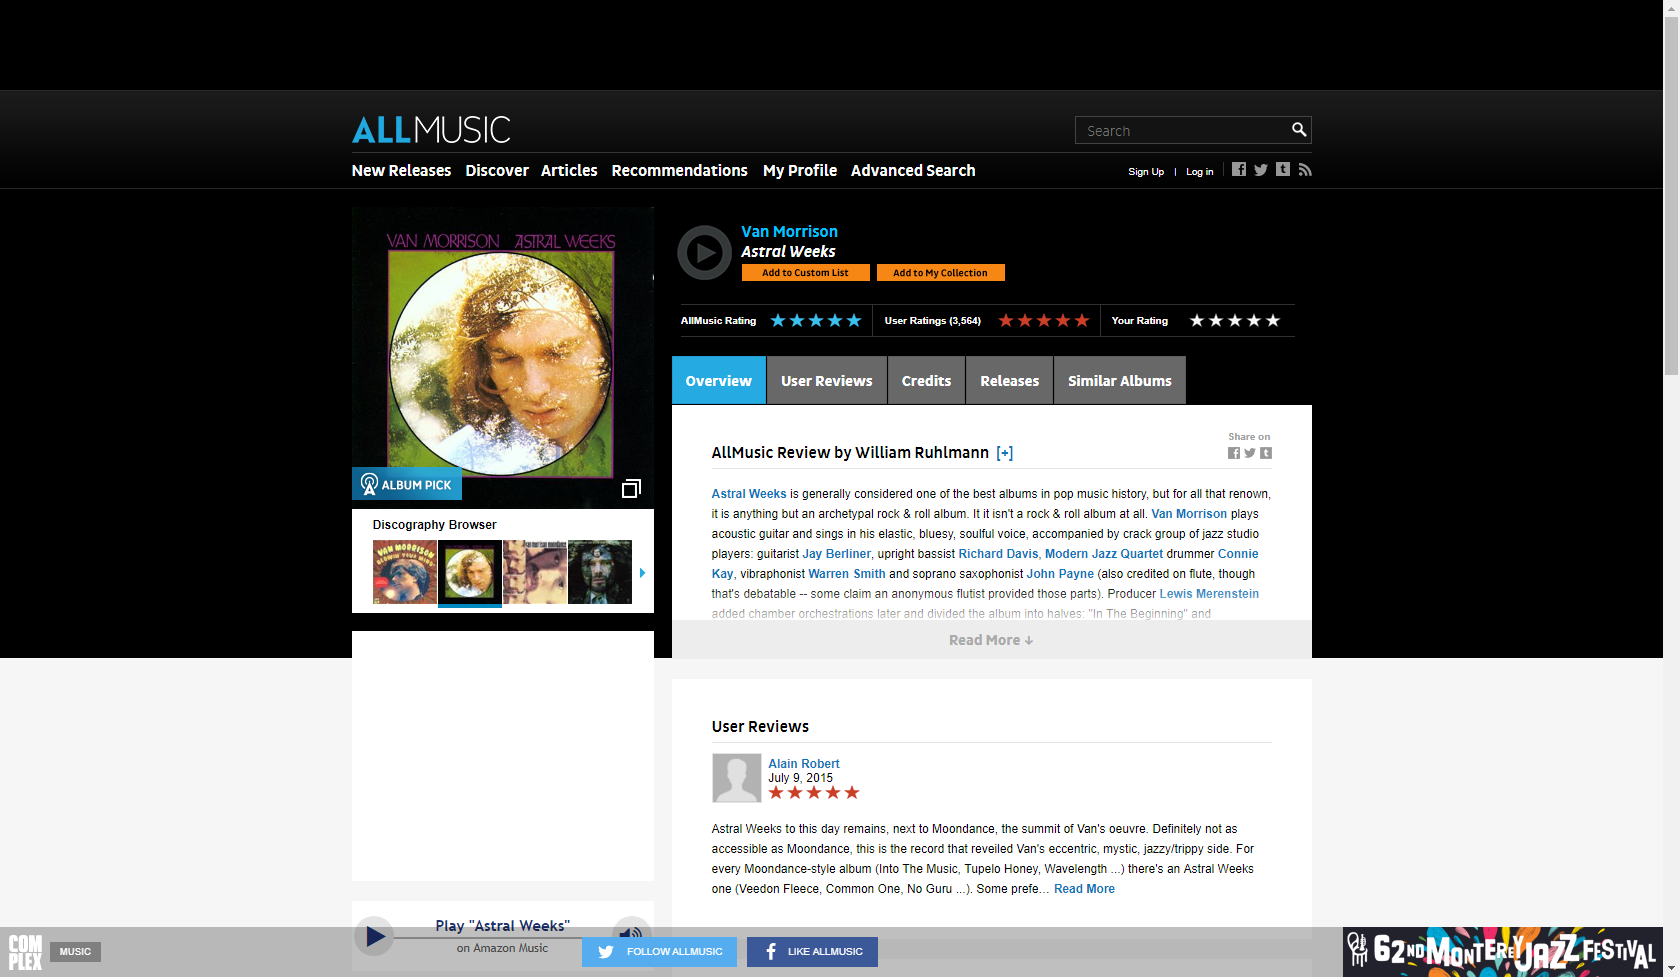 ALLMUSIC
Search
New Releases Discover Articles Recommendations My Profile Advanced Search
Sign Up | Log in
VAN MORRISON ASTRAL WEEKS
ALBUM PICK
Van Morrison
Astral Weeks
Add to Custom List Add to My Collection
AllMusic Rating User Ratings (3,564) Your Rating
Overview User Reviews Credits Releases Similar Albums
Discography Browser
VAN MORRISON
Share on
AllMusic Review by William Ruhlmann [+]
Astral Weeks is generally considered one of the best albums in pop music history, but for all that renown,
it is anything but an archetypal rock & roll album. It it isn't a rock & roll album at all. Van Morrison plays
acoustic guitar and sings in his elastic, bluesy, soulful voice, accompanied by crack group of jazz studio
players: guitarist Jay Berliner, upright bassist Richard Davis, Modern Jazz Quartet drummer Connie
Kay, vibraphonist Warren Smith and soprano saxophonist John Payne (also credited on flute, though
that's debatable -- some claim an anonymous flutist provided those parts). Producer Lewis Merenstein
added chamber orchestrations later and divided the album into halves: "In The Beginning" and
Read More ↓
User Reviews
Alain Robert
July 9, 2015
Astral Weeks to this day remains, next to Moondance, the summit of Van's oeuvre. Definitely not as
accessible as Moondance, this is the record that reveiled Van's eccentric, mystic, jazzy/trippy side. For
every Moondance-style album (Into The Music, Tupelo Honey, Wavelength ...) there's an Astral Weeks
one (Veedon Fleece, Common One, No Guru ...). Some prefe... Read More
Play "Astral Weeks"
on Amazon Music
COMPLEX
MUSIC
FOLLOW ALLMUSIC
LIKE ALLMUSIC
62ND MONTEREY JAZZ FESTIVAL